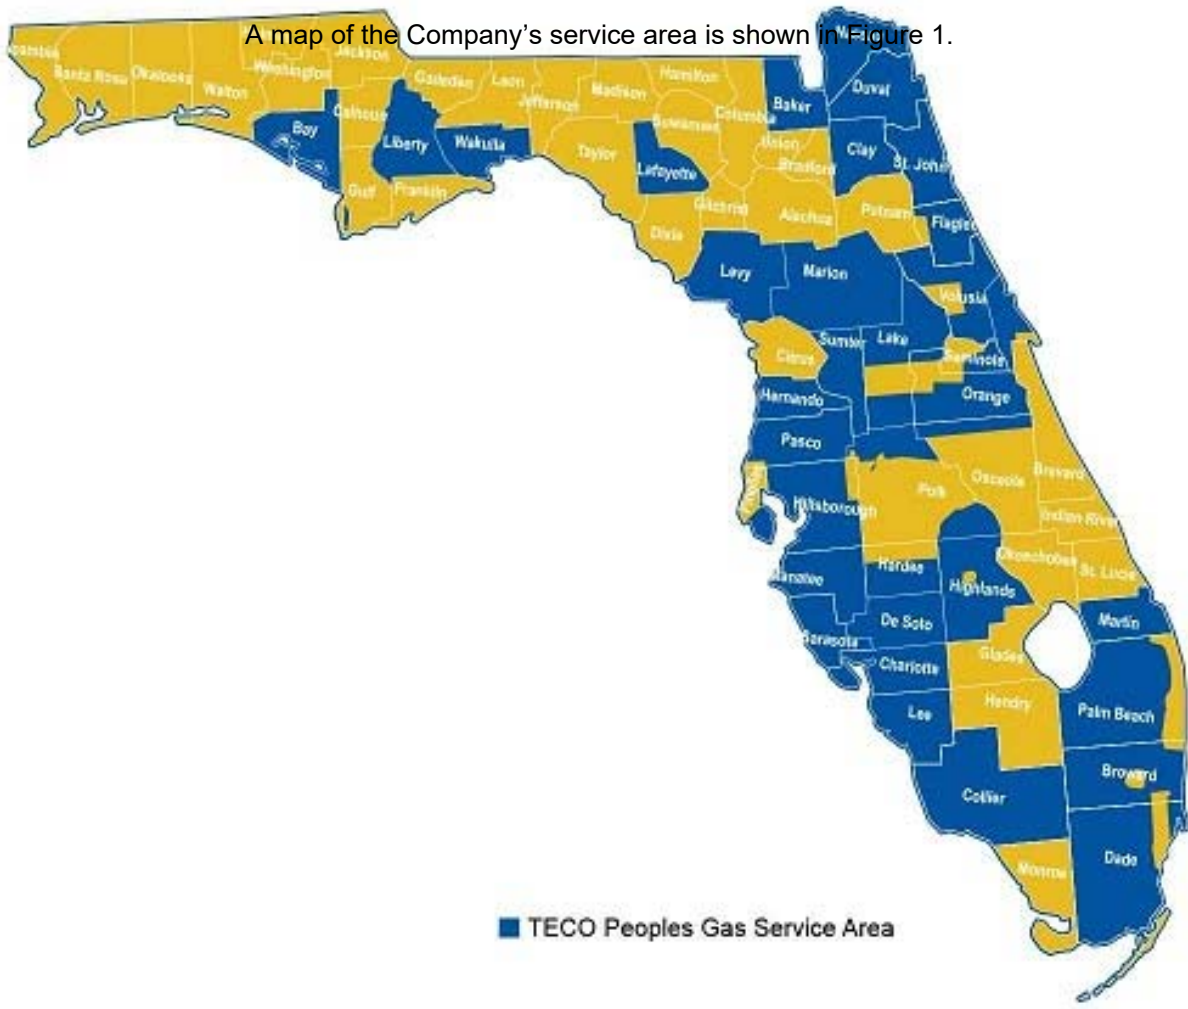 A map of the Company's service area is shown in Figure 1.
Jackson
Santa Rosa
Okaloosa
Walton
Washington
Gadsden
Leon
Jefferson
Madison
Hamilton
Columbia
Baker
Duval
Calhoun
Bay
Liberty
Wakulla
Taylor
Suwannee
Lafayette
Union
Bradford
Clay
St. John
Gulf
Franklin
Gilchrist
Alachua
Putnam
Flagler
Dixie
Levy
Marion
Volusia
Citrus
Sumter
Lake
Seminole
Hernando
Orange
Pasco
Hillsborough
Polk
Osceola
Brevard
Indian River
Manatee
Hardee
Highlands
Okeechobee
St. Lucie
Sarasota
De Soto
Martin
Charlotte
Glades
Lee
Hendry
Palm Beach
Collier
Broward
Monroe
Dade
TECO Peoples Gas Service Area